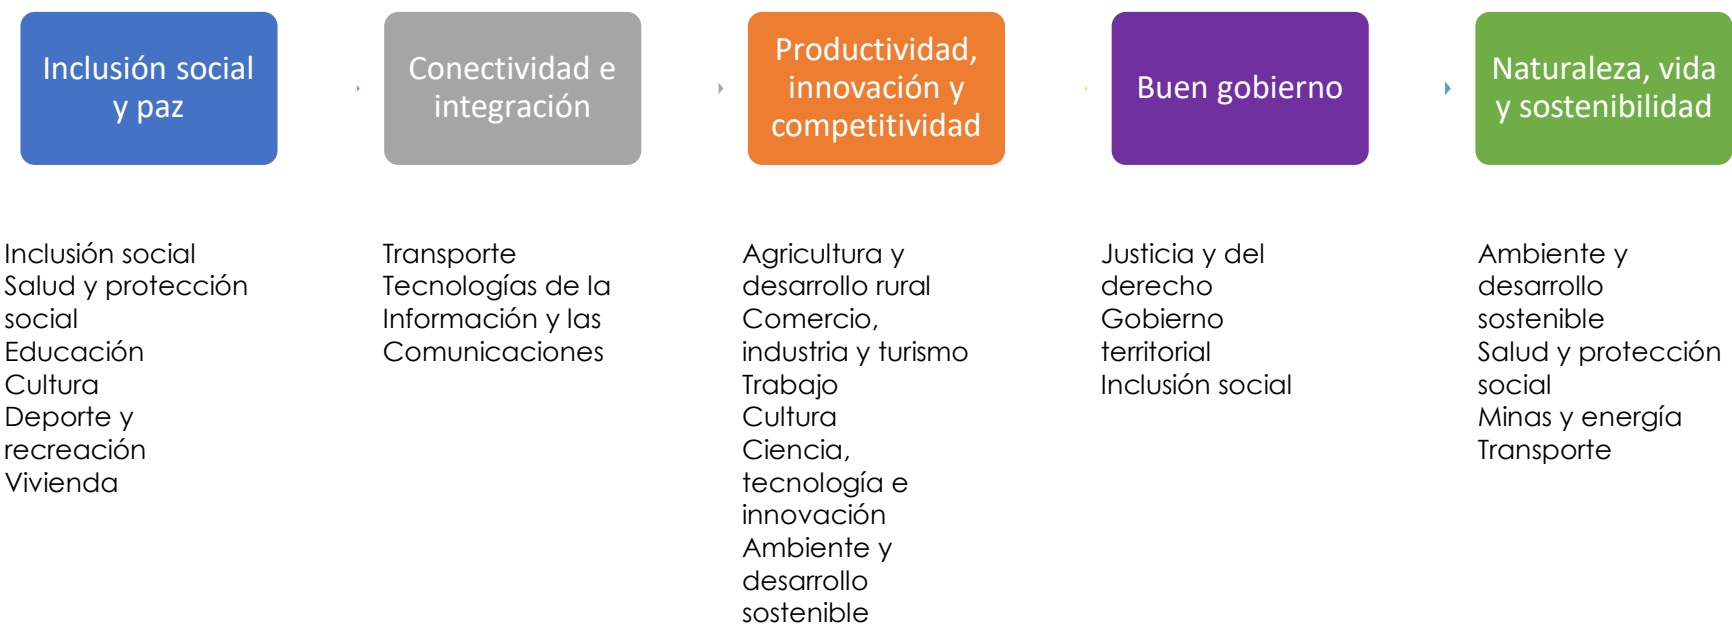 Inclusión social
y paz
Conectividad e
integración
Productividad,
innovación y
competitividad
Buen gobierno
Naturaleza, vida
y sostenibilidad
Inclusión social
Salud y protección
social
Educación
Cultura
Deporte y
recreación
Vivienda
Transporte
Tecnologías de la
Información y las
Comunicaciones
Agricultura y
desarrollo rural
Comercio,
industria y turismo
Trabajo
Cultura
Ciencia,
tecnología e
innovación
Ambiente y
desarrollo
sostenible
Justicia y del
derecho
Gobierno
territorial
Inclusión social
Ambiente y
desarrollo
sostenible
Salud y protección
social
Minas y energía
Transporte